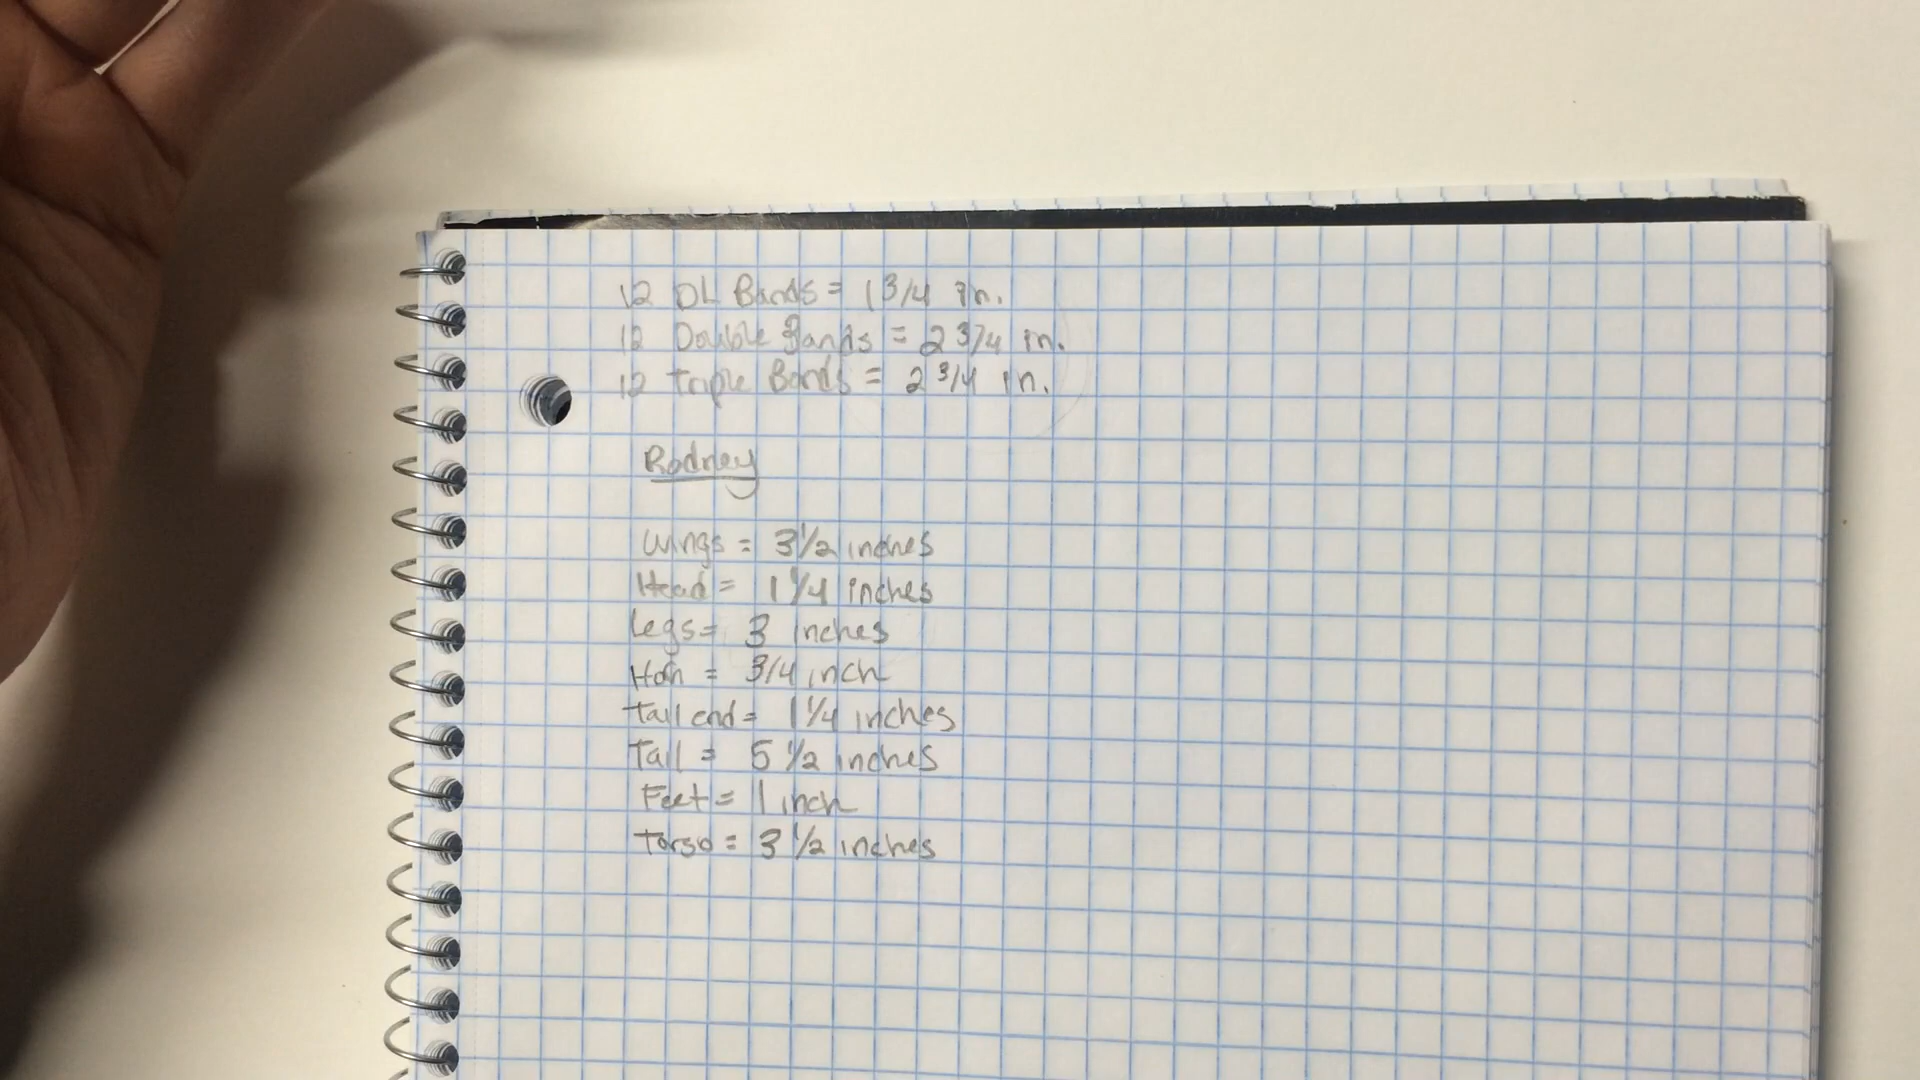 12 DL Bands = 1 3/4 in.
12 Double Bands = 2 3/4 in.
12 Triple Bands = 2 3/4 in.
Rodney
Wings = 3 1/2 inches
Head = 1 1/4 inches
Legs = 3 inches
= 3/4 inch
Tail end = 1 1/4 inches
Tail = 5 1/2 inches
Feet = 1 inch
Torso = 3 1/2 inches